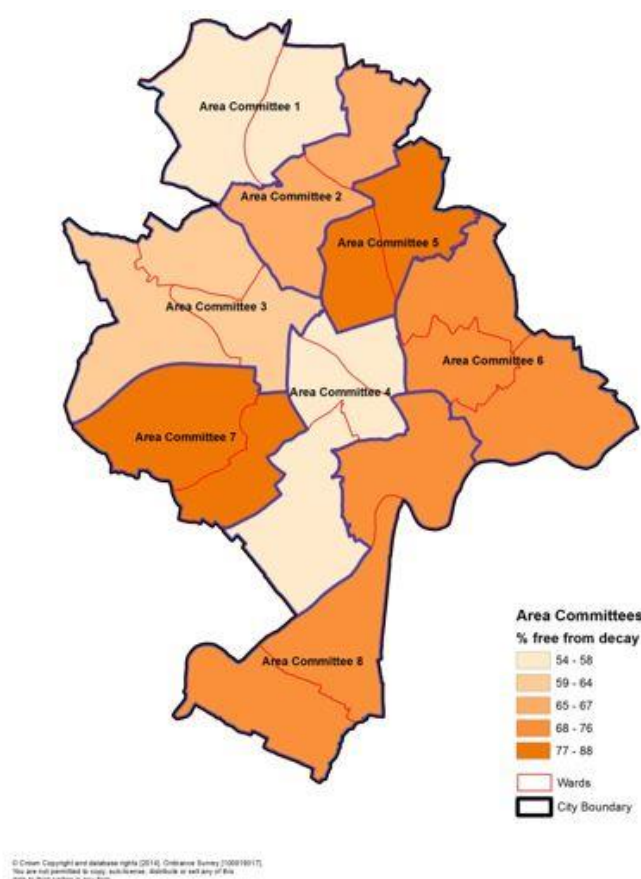 Area Committee 1
Area Committee 2
Area Committee 5
Area Committee 3
Area Committee 6
Area Committee 4
Area Committee 7
Area Committee 8
Area Committees
% free from decay
54 - 58
59 - 64
65 - 67
68 - 76
77 - 88
Wards
City Boundary
© Crown Copyright and database rights [2014]. Ordnance Survey [100019317].
You are not permitted to copy, sub-license, distribute or sell any of this